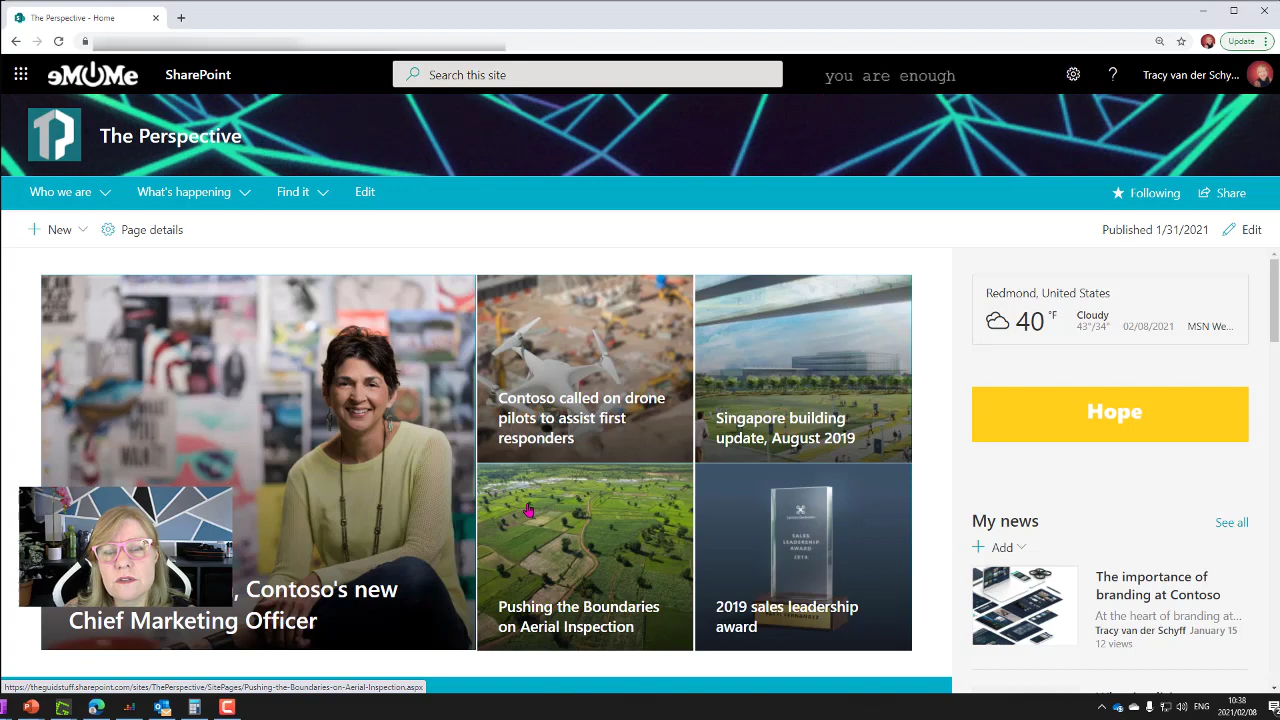 The Perspective - Home
Update
eMOMe
SharePoint
Search this site
you are enough
Tracy van der Schy...
The Perspective
Who we are
What's happening
Find it
Edit
Following
Share
New
Page details
Published 1/31/2021
Edit
Contoso called on drone
pilots to assist first
responders
Singapore building
update, August 2019
, Contoso's new
Chief Marketing Officer
Pushing the Boundaries
on Aerial Inspection
SALES
LEADERSHIP
AWARD
2019
2019 sales leadership
award
Redmond, United States
40 °F
Cloudy
43°/34°
02/08/2021
MSN We...
Hope
My news
See all
Add
The importance of
branding at Contoso
At the heart of branding at...
Tracy van der Schyff January 15
12 views
https://theguidstuff.sharepoint.com/sites/ThePerspective/SitePages/Pushing-the-Boundaries-on-Aerial-Inspection.aspx
ENG
10:38
2021/02/08